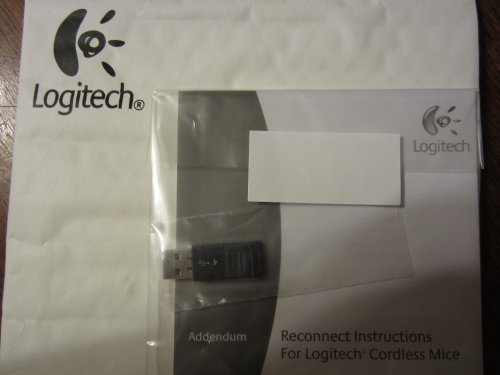 Logitech®
Logitech
Addendum
Reconnect Instructions
For Logitech® Cordless Mice